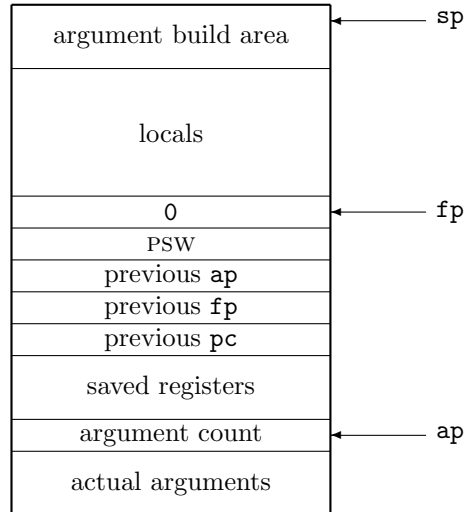 argument build area
sp
locals
0
fp
PSW
previous ap
previous fp
previous pc
saved registers
argument count
ap
actual arguments